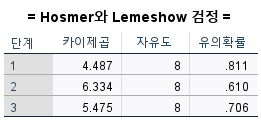 = Hosmer와 Lemeshow 검정 =
단계 카이제곱 자유도 유의확률
1 4.487 8 .811
2 6.334 8 .610
3 5.475 8 .706